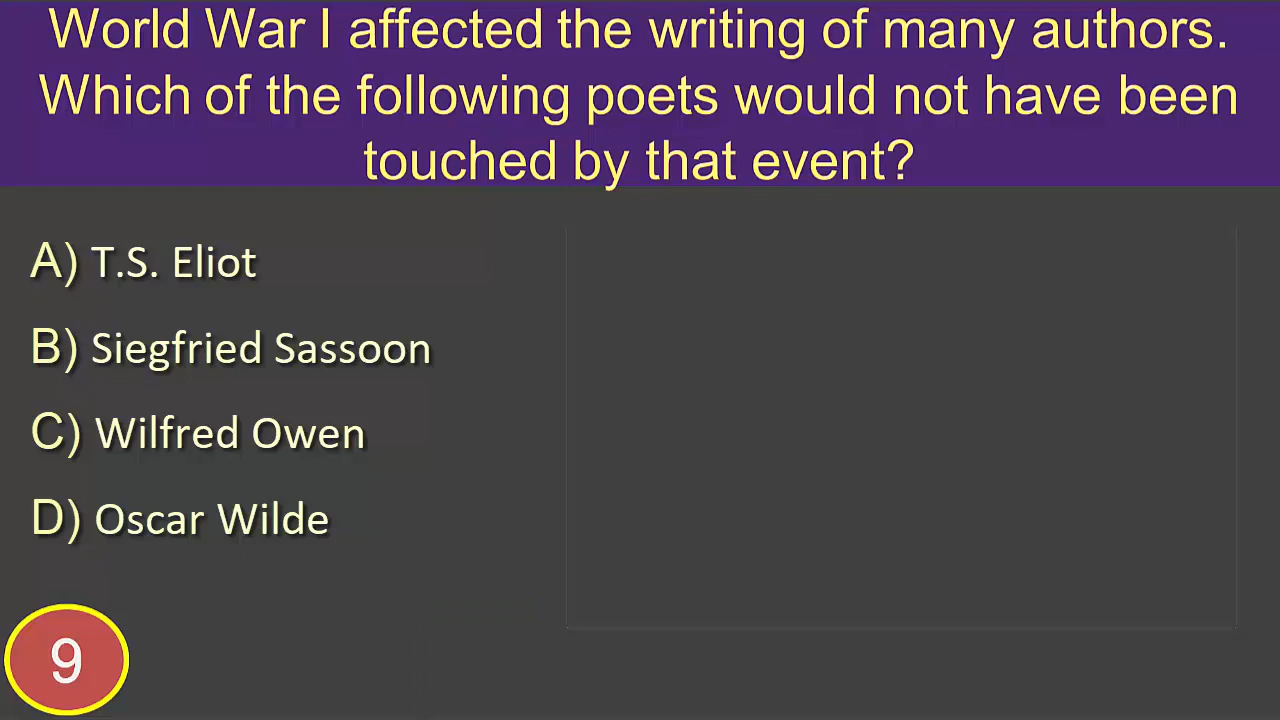 World War I affected the writing of many authors.
Which of the following poets would not have been
touched by that event?
A) T.S. Eliot
B) Siegfried Sassoon
C) Wilfred Owen
D) Oscar Wilde
9